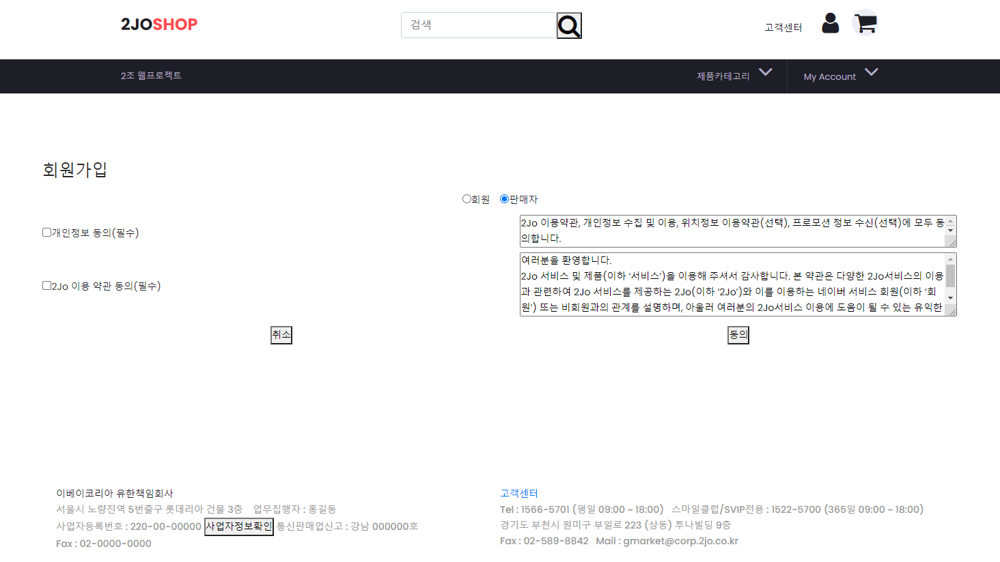 2JOSHOP
검색
고객센터
2조 웹프로젝트
제품카테고리
My Account
회원가입
회원 판매자
개인정보 동의(필수)
2Jo 이용약관, 개인정보 수집 및 이용, 위치정보 이용약관(선택), 프로모션 정보 수신(선택)에 모두 동
의합니다.
2Jo 이용 약관 동의(필수)
여러분을 환영합니다.
2Jo 서비스 및 제품(이하 ‘서비스’)을 이용해 주셔서 감사합니다. 본 약관은 다양한 2Jo서비스의 이용
과 관련하여 2Jo 서비스를 제공하는 2Jo(이하 ‘2Jo’)와 이를 이용하는 네이버 서비스 회원(이하 ‘회
원’) 또는 비회원과의 관계를 설명하며, 아울러 여러분의 2Jo서비스 이용에 도움이 될 수 있는 유익한
취소
동의
이베이코리아 유한책임회사
서울시 노량진역 5번출구 롯데리아 건물 3층 업무집행자 : 홍길동
사업자등록번호 : 220-00-00000 사업자정보확인 통신판매업신고 : 강남 000000호
Fax : 02-0000-0000
고객센터
Tel : 1566-5701 (평일 09:00 ~ 18:00) 스마일클럽/SVIP전용 : 1522-5700 (365일 09:00 ~ 18:00)
경기도 부천시 원미구 부일로 223 (상동) 투나빌딩 9층
Fax : 02-589-8842 Mail : gmarket@corp.2jo.co.kr